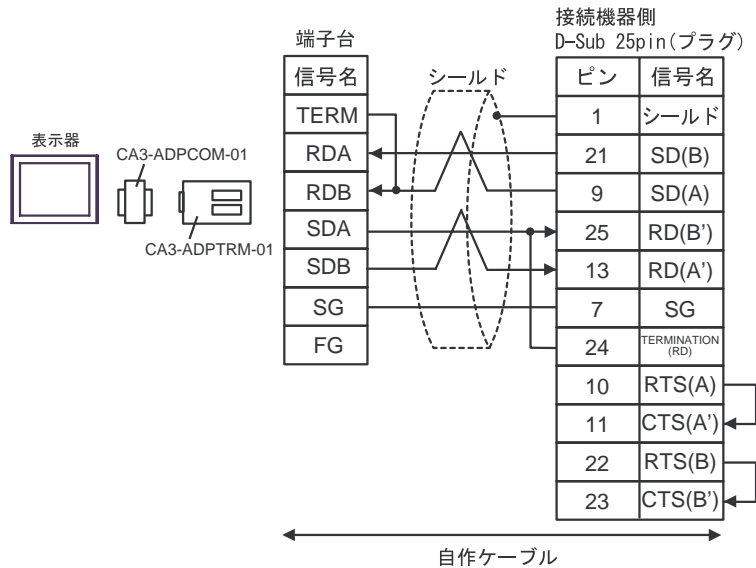 接続機器側
端子台
D-Sub 25pin(プラグ)
信号名
シールド
ピン 信号名
TERM
1 シールド
表示器
CA3-ADPCOM-01
RDA
21 SD(B)
RDB
9 SD(A)
SDA
25 RD(B’)
CA3-ADPTRM-01
SDB
13 RD(A’)
SG
7 SG
FG
24 TERMINATION
(RD)
10 RTS(A)
11 CTS(A’)
22 RTS(B)
23 CTS(B’)
自作ケーブル